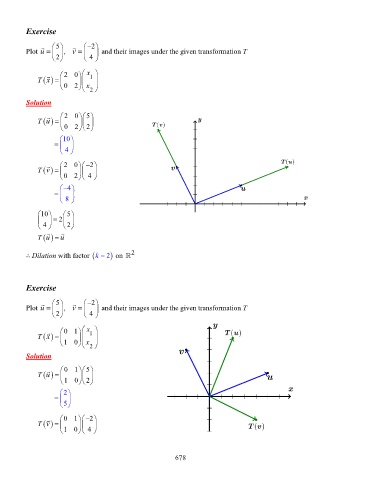 Exercise
Plot u⃗ = (5 2), v⃗ = (−2 4) and their images under the given transformation T
T(x⃗) = (2 0 0 2)(x₁ x₂)
Solution
T(u⃗) = (2 0 0 2)(5 2)
= (10 4)
T(v⃗) = (2 0 0 2)(−2 4)
= (−4 8)
(10 4) = 2(5 2)
T(u⃗) = u⃗
∴ Dilation with factor (k = 2) on ℝ²
y
T(v)
T(u)
v
u
x
Exercise
Plot u⃗ = (5 2), v⃗ = (−2 4) and their images under the given transformation T
T(x⃗) = (0 1 1 0)(x₁ x₂)
Solution
T(u⃗) = (0 1 1 0)(5 2)
= (2 5)
T(v⃗) = (0 1 1 0)(−2 4)
y
T(u)
v
u
x
T(v)
678